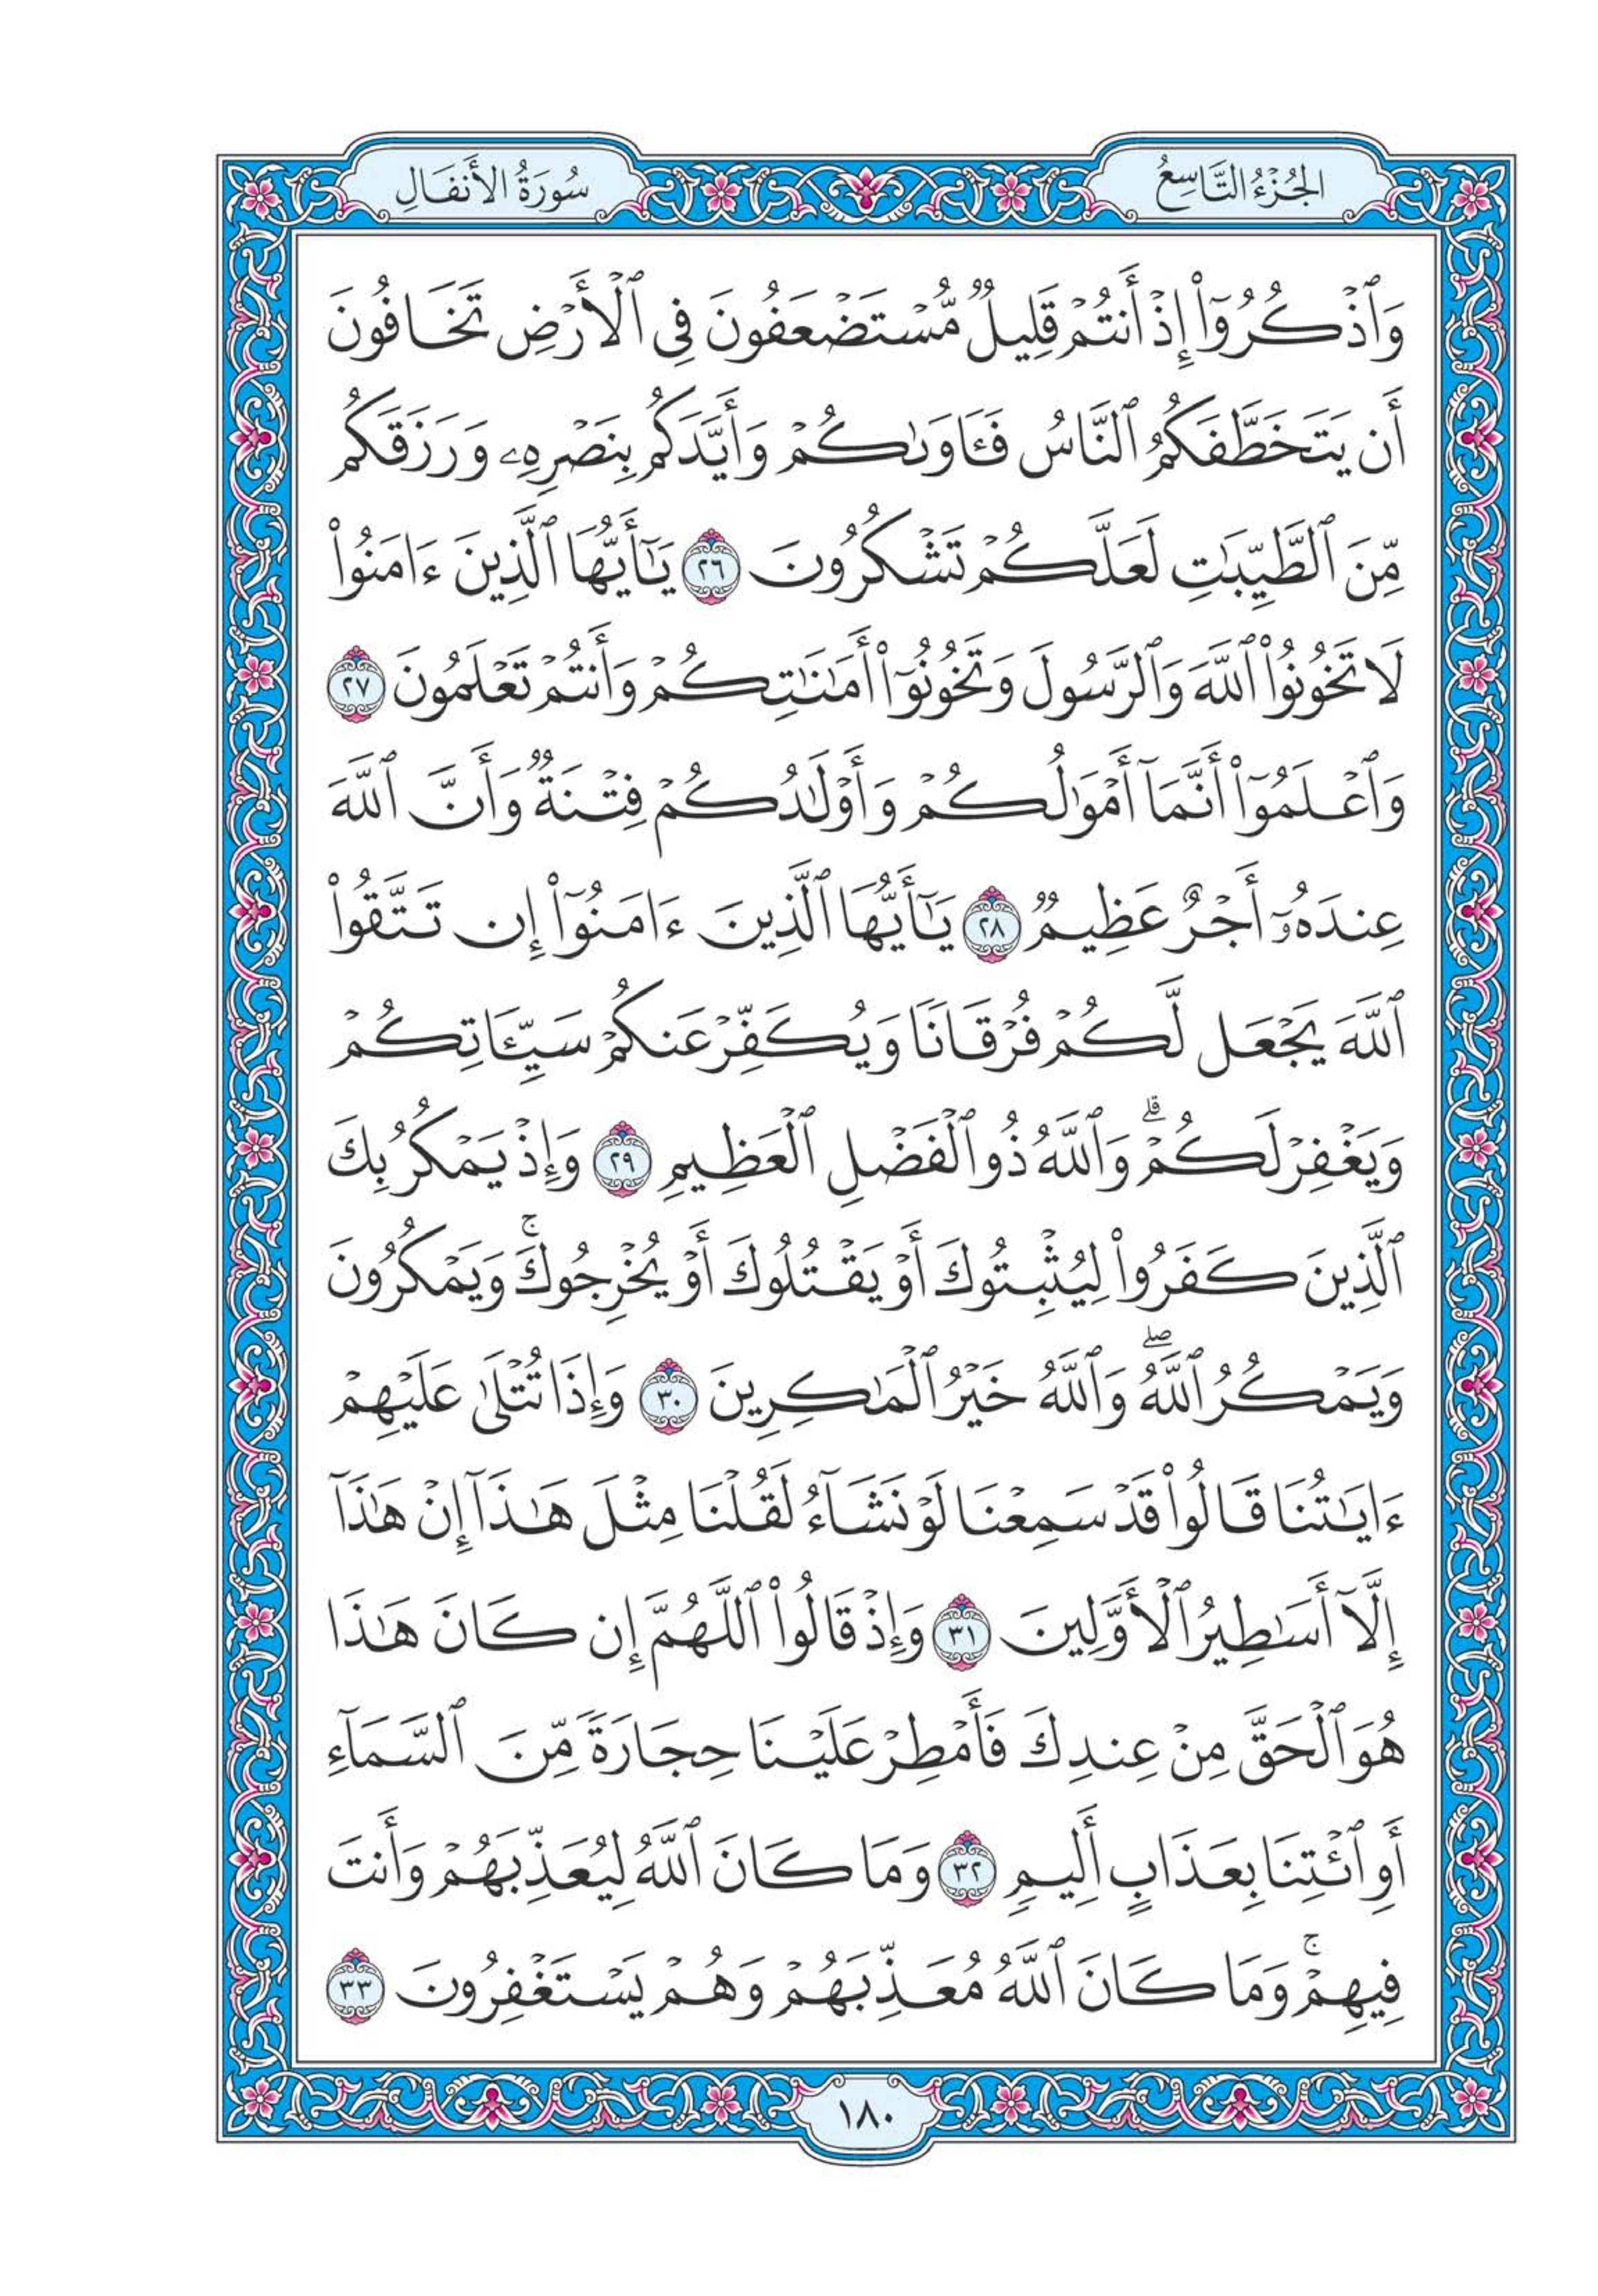 الجُزْءُ التَّاسِعُ
سُورَةُ الأَنفَالِ
وَٱذْكُرُوٓا۟ إِذْ أَنتُمْ قَلِيلٌ مُّسْتَضْعَفُونَ فِى ٱلْأَرْضِ تَخَافُونَ
أَن يَتَخَطَّفَكُمُ ٱلنَّاسُ فَـَٔاوَىٰكُمْ وَأَيَّدَكُم بِنَصْرِهِۦ وَرَزَقَكُم
مِّنَ ٱلطَّيِّبَـٰتِ لَعَلَّكُمْ تَشْكُرُونَ ٢٦ يَـٰٓأَيُّهَا ٱلَّذِينَ ءَامَنُوا۟
لَا تَخُونُوا۟ ٱللَّهَ وَٱلرَّسُولَ وَتَخُونُوٓا۟ أَمَـٰنَـٰتِكُمْ وَأَنتُمْ تَعْلَمُونَ ٢٧
وَٱعْلَمُوٓا۟ أَنَّمَآ أَمْوَٰلُكُمْ وَأَوْلَـٰدُكُمْ فِتْنَةٌ وَأَنَّ ٱللَّهَ
عِندَهُۥٓ أَجْرٌ عَظِيمٌ ٢٨ يَـٰٓأَيُّهَا ٱلَّذِينَ ءَامَنُوٓا۟ إِن تَتَّقُوا۟
ٱللَّهَ يَجْعَل لَّكُمْ فُرْقَانًا وَيُكَفِّرْ عَنكُمْ سَيِّـَٔاتِكُمْ
وَيَغْفِرْ لَكُمْ ۗ وَٱللَّهُ ذُو ٱلْفَضْلِ ٱلْعَظِيمِ ٢٩ وَإِذْ يَمْكُرُ بِكَ
ٱلَّذِينَ كَفَرُوا۟ لِيُثْبِتُوكَ أَوْ يَقْتُلُوكَ أَوْ يُخْرِجُوكَ ۚ وَيَمْكُرُونَ
وَيَمْكُرُ ٱللَّهُ ۖ وَٱللَّهُ خَيْرُ ٱلْمَـٰكِرِينَ ٣٠ وَإِذَا تُتْلَىٰ عَلَيْهِمْ
ءَايَـٰتُنَا قَالُوا۟ قَدْ سَمِعْنَا لَوْ نَشَآءُ لَقُلْنَا مِثْلَ هَـٰذَآ إِنْ هَـٰذَآ
إِلَّآ أَسَـٰطِيرُ ٱلْأَوَّلِينَ ٣١ وَإِذْ قَالُوا۟ ٱللَّهُمَّ إِن كَانَ هَـٰذَا
هُوَ ٱلْحَقَّ مِنْ عِندِكَ فَأَمْطِرْ عَلَيْنَا حِجَارَةً مِّنَ ٱلسَّمَآءِ
أَوِ ٱئْتِنَا بِعَذَابٍ أَلِيمٍ ٣٢ وَمَا كَانَ ٱللَّهُ لِيُعَذِّبَهُمْ وَأَنتَ
فِيهِمْ ۚ وَمَا كَانَ ٱللَّهُ مُعَذِّبَهُمْ وَهُمْ يَسْتَغْفِرُونَ ٣٣
١٨٠